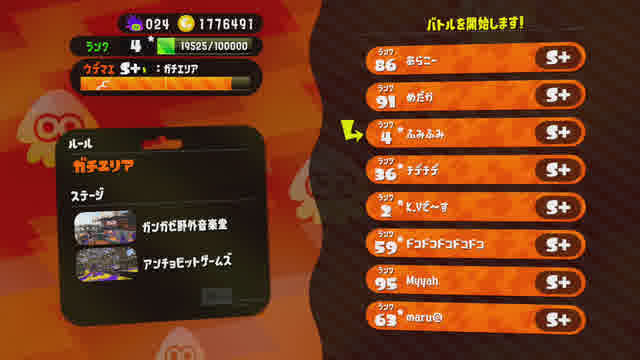 024 1776491
ランク 4* 19525/100000
ウデマエ S+ : ガチエリア
ルール
ガチエリア
ステージ
ガンガゼ野外音楽堂
アンチョビットゲームズ
バトルを開始します!
ランク 86 あらこー S+
ランク 91 めだか S+
ランク 4* ふみふみ S+
ランク 36* チデチデ S+
ランク 2* K.Vど〜す S+
ランク 59* ドコドコドコドコドコ S+
ランク 95 Myyah S+
ランク 63* maru@ S+